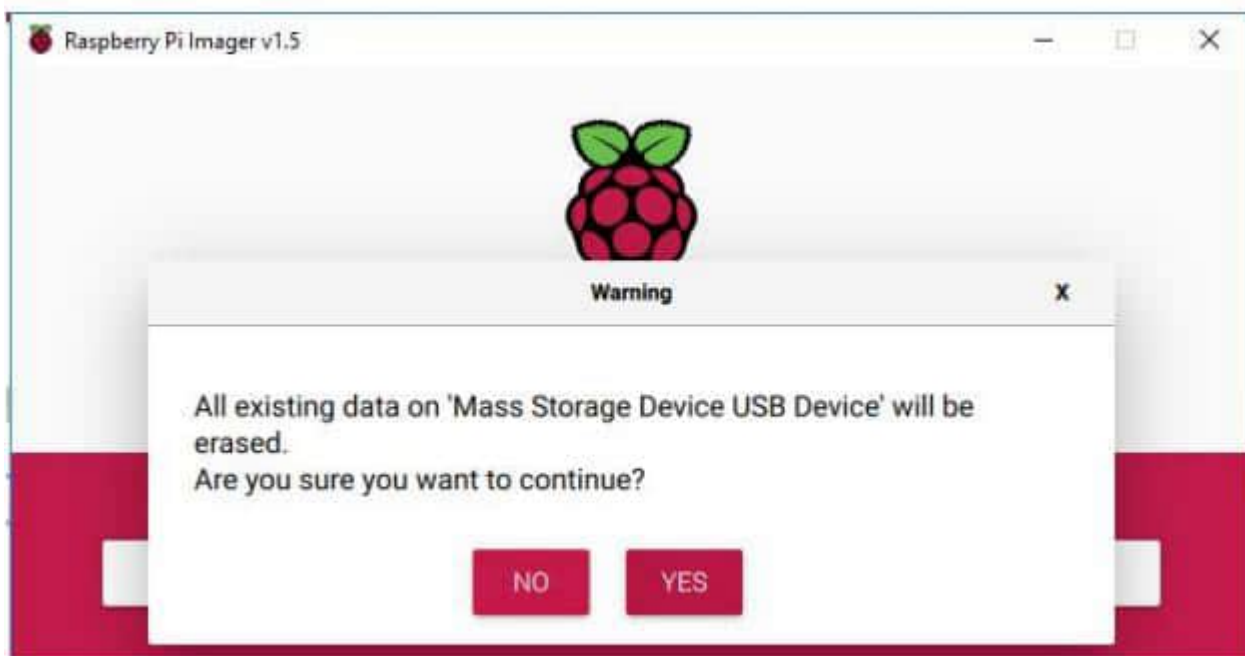 Raspberry Pi Imager v1.5
Warning
X
All existing data on 'Mass Storage Device USB Device' will be
erased.
Are you sure you want to continue?
NO YES